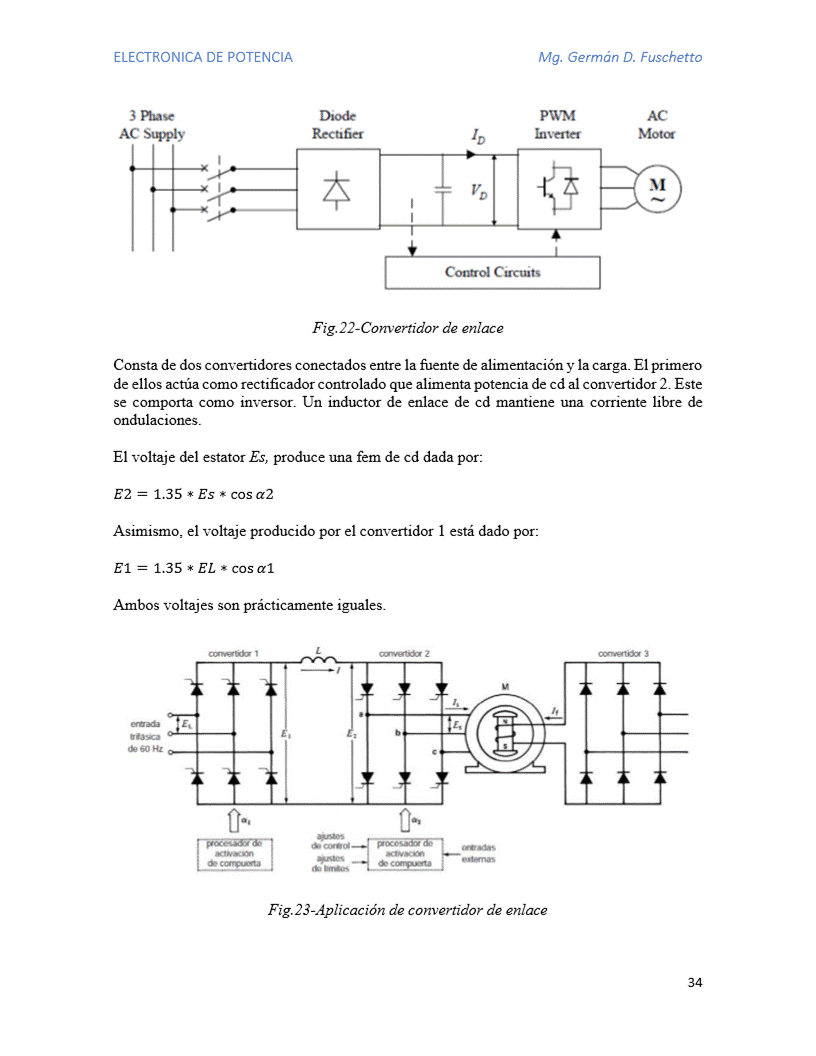 ELECTRONICA DE POTENCIA Mg. Germán D. Fuschetto
3 Phase
AC Supply
Diode
Rectifier
I_D
PWM
Inverter
AC
Motor
V_D
M
~
Control Circuits
Fig.22-Convertidor de enlace
Consta de dos convertidores conectados entre la fuente de alimentación y la carga. El primero
de ellos actúa como rectificador controlado que alimenta potencia de cd al convertidor 2. Este
se comporta como inversor. Un inductor de enlace de cd mantiene una corriente libre de
ondulaciones.
El voltaje del estator Es, produce una fem de cd dada por:
E2 = 1.35 ∗ Es ∗ cos α2
Asimismo, el voltaje producido por el convertidor 1 está dado por:
E1 = 1.35 ∗ EL ∗ cos α1
Ambos voltajes son prácticamente iguales.
convertidor 1
L
I
convertidor 2
convertidor 3
M
I_s
I_f
a
E_s
N
entrada
trifásica
de 60 Hz
E_L
E_1
E_2
b
S
c
α_1
α_2
procesador de
activación
de compuerta
ajustes
de control
ajustes
de límites
procesador de
activación
de compuerta
entradas
externas
Fig.23-Aplicación de convertidor de enlace
34